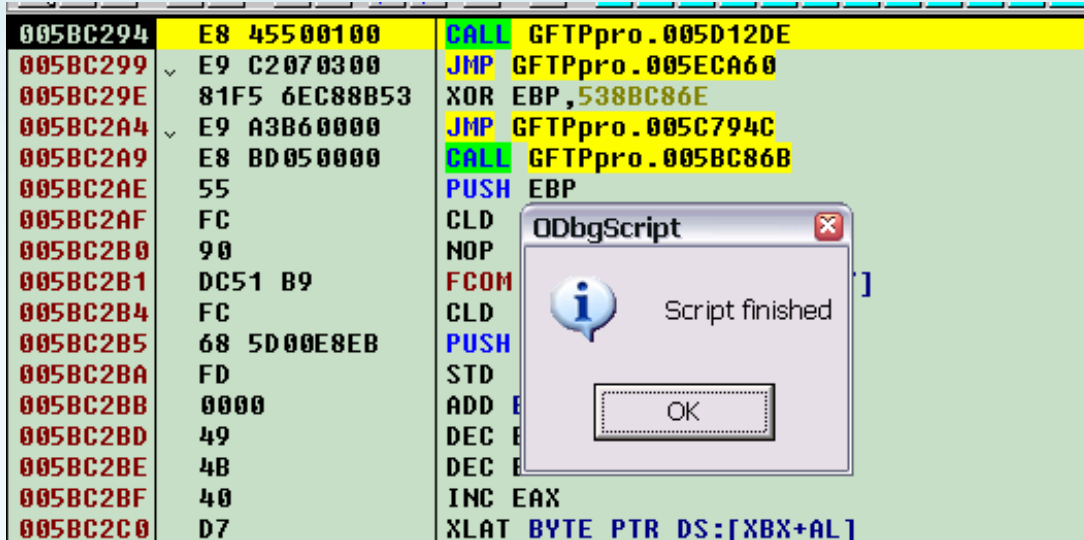 005BC294 E8 45500100 CALL GFTPpro.005D12DE
005BC299 ⌄ E9 C2070300 JMP GFTPpro.005ECA60
005BC29E 81F5 6EC88B53 XOR EBP,538BC86E
005BC2A4 ⌄ E9 A3B60000 JMP GFTPpro.005C794C
005BC2A9 E8 BD050000 CALL GFTPpro.005BC86B
005BC2AE 55 PUSH EBP
005BC2AF FC CLD
ODbgScript
005BC2B0 90 NOP
005BC2B1 DC51 B9 FCOM ]
005BC2B4 FC CLD
Script finished
005BC2B5 68 5D00E8EB PUSH
005BC2BA FD STD
005BC2BB 0000 ADD
OK
005BC2BD 49 DEC
005BC2BE 4B DEC
005BC2BF 40 INC EAX
005BC2C0 D7 XLAT BYTE PTR DS:[XBX+AL]